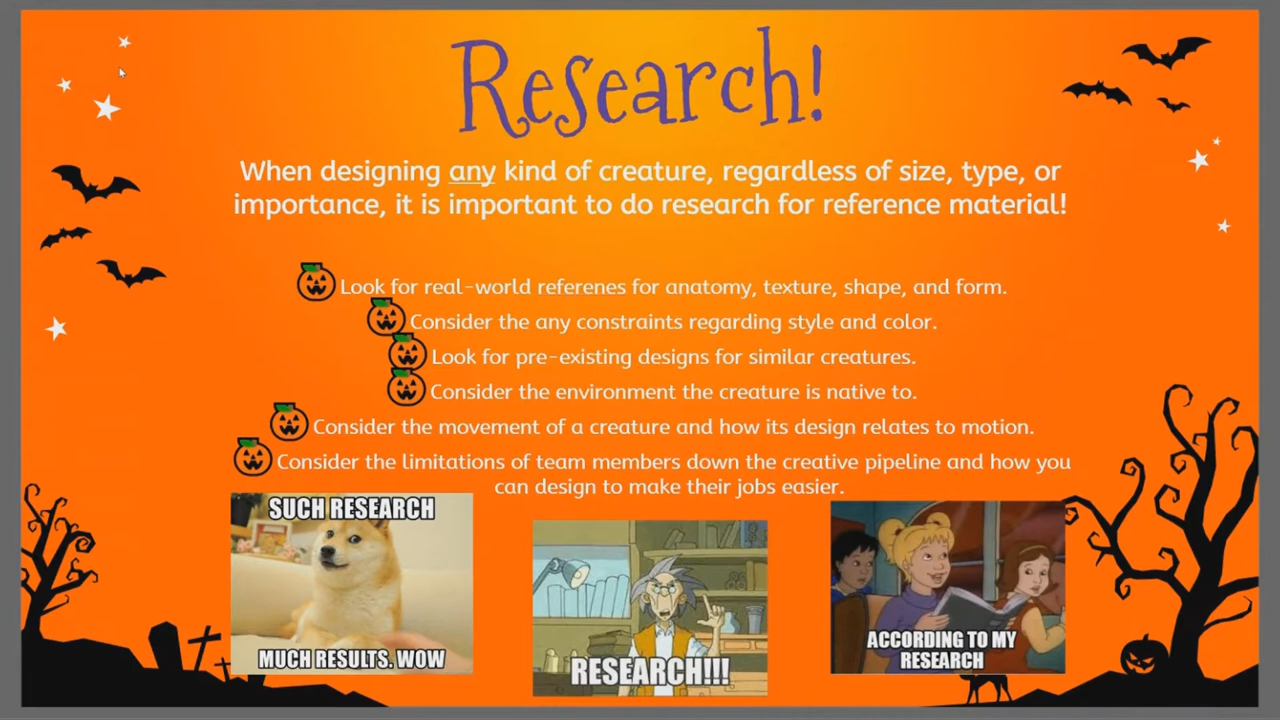 Research!
When designing any kind of creature, regardless of size, type, or
importance, it is important to do research for reference material!
Look for real-world referenes for anatomy, texture, shape, and form.
Consider the any constraints regarding style and color.
Look for pre-existing designs for similar creatures.
Consider the environment the creature is native to.
Consider the movement of a creature and how its design relates to motion.
Consider the limitations of team members down the creative pipeline and how you
can design to make their jobs easier.
SUCH RESEARCH
MUCH RESULTS. WOW
RESEARCH!!!
ACCORDING TO MY
RESEARCH